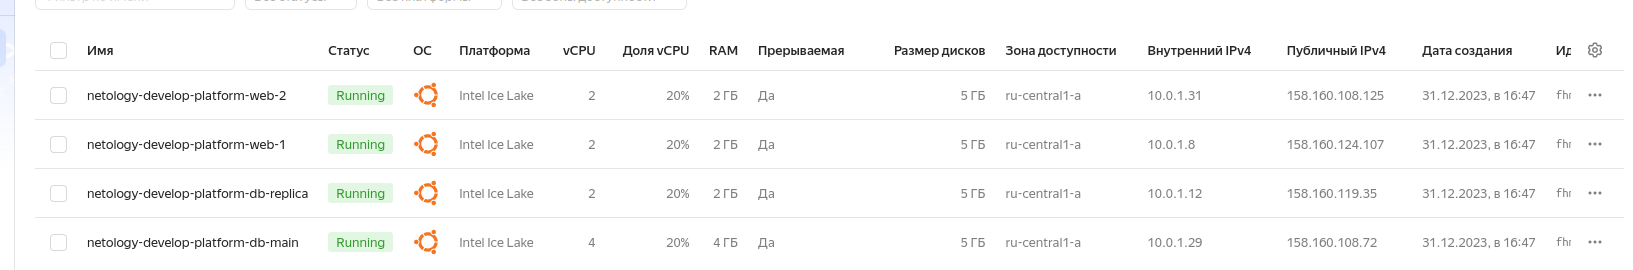 Имя Статус ОС Платформа vCPU Доля vCPU RAM Прерываемая Размер дисков Зона доступности Внутренний IPv4 Публичный IPv4 Дата создания
netology-develop-platform-web-2 Running Intel Ice Lake 2 20% 2 ГБ Да 5 ГБ ru-central1-a 10.0.1.31 158.160.108.125 31.12.2023, в 16:47
netology-develop-platform-web-1 Running Intel Ice Lake 2 20% 2 ГБ Да 5 ГБ ru-central1-a 10.0.1.8 158.160.124.107 31.12.2023, в 16:47
netology-develop-platform-db-replica Running Intel Ice Lake 2 20% 2 ГБ Да 5 ГБ ru-central1-a 10.0.1.12 158.160.119.35 31.12.2023, в 16:47
netology-develop-platform-db-main Running Intel Ice Lake 4 20% 4 ГБ Да 5 ГБ ru-central1-a 10.0.1.29 158.160.108.72 31.12.2023, в 16:47